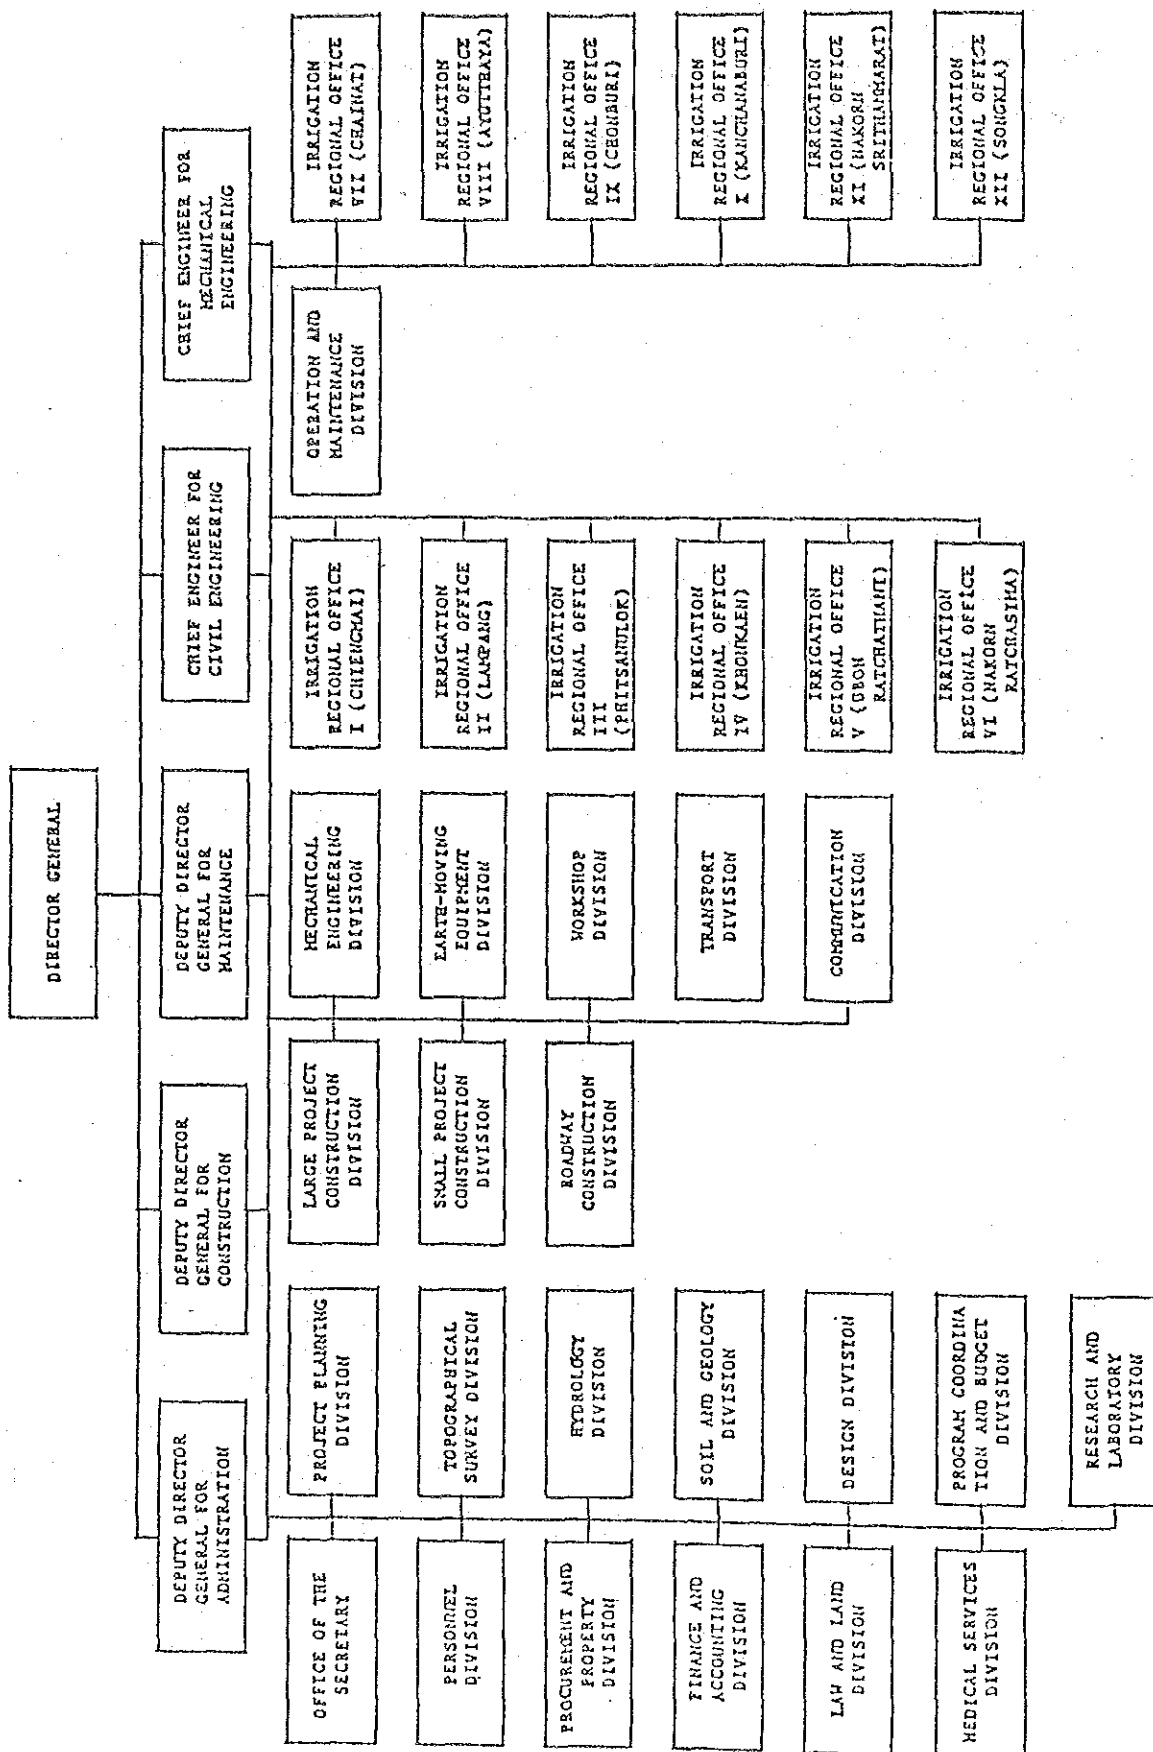 DIRECTOR GENERAL
DEPUTY DIRECTOR
GENERAL FOR
ADMINISTRATION
DEPUTY DIRECTOR
GENERAL FOR
CONSTRUCTION
DEPUTY DIRECTOR
GENERAL FOR
MAINTENANCE
CHIEF ENGINEER FOR
CIVIL ENGINEERING
CHIEF ENGINEER FOR
MECHANICAL
ENGINEERING
OFFICE OF THE
SECRETARY
PROJECT PLANNING
DIVISION
LARGE PROJECT
CONSTRUCTION
DIVISION
MECHANICAL
ENGINEERING
DIVISION
IRRIGATION
REGIONAL OFFICE
I (CHIENGMAI)
OPERATION AND
MAINTENANCE
DIVISION
IRRIGATION
REGIONAL OFFICE
VII (CHAINAT)
PERSONNEL
DIVISION
TOPOGRAPHICAL
SURVEY DIVISION
SMALL PROJECT
CONSTRUCTION
DIVISION
EARTH-MOVING
EQUIPMENT
DIVISION
IRRIGATION
REGIONAL OFFICE
II (LAMPANG)
IRRIGATION
REGIONAL OFFICE
VIII (AYUTTHAYA)
PROCUREMENT AND
PROPERTY
DIVISION
HYDROLOGY
DIVISION
ROADWAY
CONSTRUCTION
DIVISION
WORKSHOP
DIVISION
IRRIGATION
REGIONAL OFFICE
III
(PHITSANULOK)
IRRIGATION
REGIONAL OFFICE
IX (CHONBURI)
FINANCE AND
ACCOUNTING
DIVISION
SOIL AND GEOLOGY
DIVISION
TRANSPORT
DIVISION
IRRIGATION
REGIONAL OFFICE
IV (KHONKAEN)
IRRIGATION
REGIONAL OFFICE
X (KANCHANABURI)
LAW AND LAND
DIVISION
DESIGN DIVISION
COMMUNICATION
DIVISION
IRRIGATION
REGIONAL OFFICE
V (UBON
RATCHATHANI)
IRRIGATION
REGIONAL OFFICE
XI (NAKORN
SRITHAMMARAT)
MEDICAL SERVICES
DIVISION
PROGRAM COORDINA
TION AND BUDGET
DIVISION
IRRIGATION
REGIONAL OFFICE
VI (NAKORN
RATCHASIMA)
IRRIGATION
REGIONAL OFFICE
XII (SONGKLA)
RESEARCH AND
LABORATORY
DIVISION